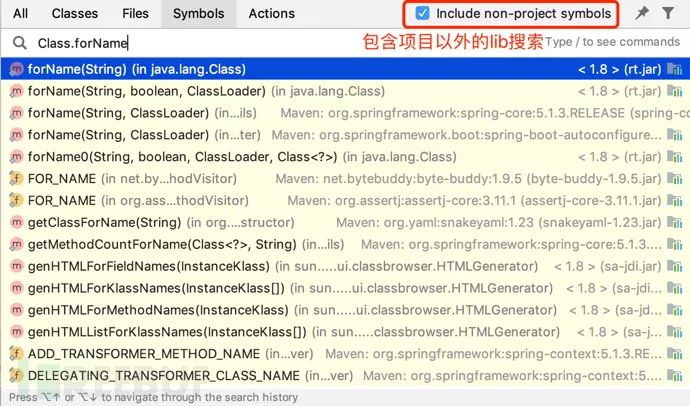 All Classes Files Symbols Actions Include non-project symbols
Class.forName 包含项目以外的lib搜索 Type / to see commands
forName(String) (in java.lang.Class) < 1.8 > (rt.jar)
forName(String, boolean, ClassLoader) (in java.lang.Class) < 1.8 > (rt.jar)
forName(String, ClassLoader) (in...ils) Maven: org.springframework:spring-core:5.1.3.RELEASE (spring-co...
forName(String, ClassLoader) (in...ter) Maven: org.springframework.boot:spring-boot-autoconfigure...
forName0(String, boolean, ClassLoader, Class<?>) (in java.lang.Class) < 1.8 > (rt.jar)
FOR_NAME (in net.by...hodVisitor) Maven: net.bytebuddy:byte-buddy:1.9.5 (byte-buddy-1.9.5.jar)
FOR_NAME (in org.ass...thodVisitor) Maven: org.assertj:assertj-core:3.11.1 (assertj-core-3.11.1.jar)
getClassForName(String) (in org....structor) Maven: org.yaml:snakeyaml:1.23 (snakeyaml-1.23.jar)
getMethodCountForName(Class<?>, String) (in...ils) Maven: org.springframework:spring-core:5.1.3....
genHTMLForFieldNames(InstanceKlass) (in sun.....ui.classbrowser.HTMLGenerator) < 1.8 > (sa-jdi.jar)
genHTMLForKlassNames(InstanceKlass[]) (in sun.....ui.classbrowser.HTMLGenerator) < 1.8 > (sa-jdi...
genHTMLForMethodNames(InstanceKlass) (in sun.....ui.classbrowser.HTMLGenerator) < 1.8 > (sa-jdi...
genHTMLListForKlassNames(InstanceKlass[]) (in sun.....classbrowser.HTMLGenerator) < 1.8 > (sa-j...
ADD_TRANSFORMER_METHOD_NAME (in...ver) Maven: org.springframework:spring-context:5.1.3.RE...
DELEGATING_TRANSFORMER_CLASS_NAME (in...ver) Maven: org.springframework:spring-context:5....
Press ⌥↑ or ⌥↓ to navigate through the search history